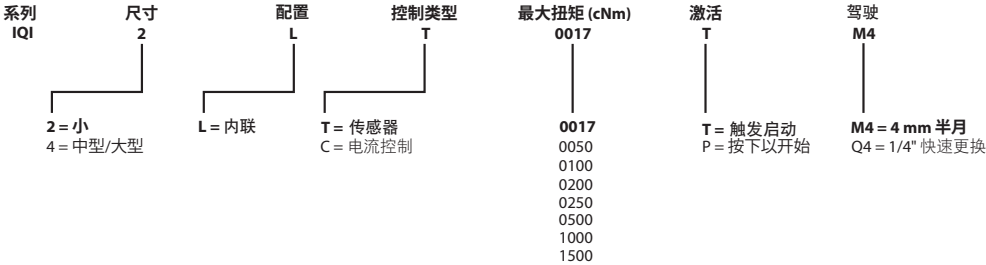 系列 尺寸 配置 控制类型 最大扭矩 (cNm) 激活 驾驶
IQI 2 L T 0017 T M4
2 = 小 L = 内联 T = 传感器 0017 T = 触发启动 M4 = 4 mm 半月
4 = 中型/大型 C = 电流控制 0050 P = 按下以开始 Q4 = 1/4" 快速更换
0100
0200
0250
0500
1000
1500